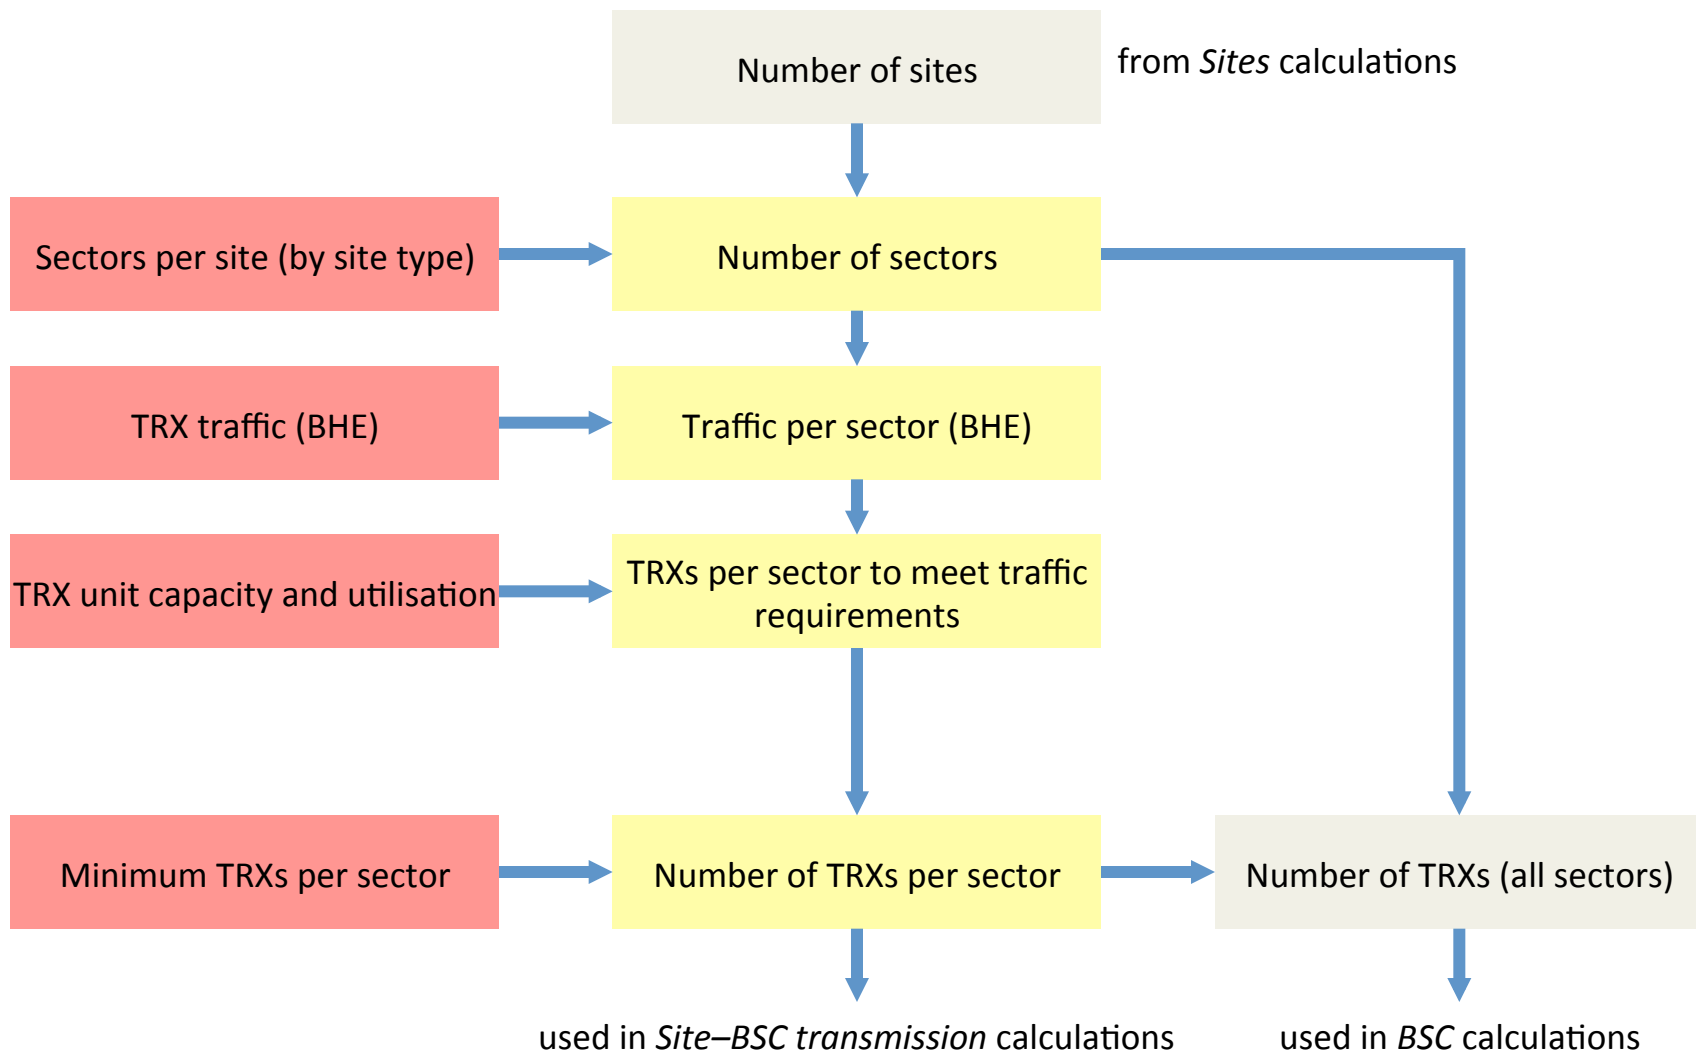 Number of sites
from Sites calculations
Sectors per site (by site type)
Number of sectors
TRX traffic (BHE)
Traffic per sector (BHE)
TRX unit capacity and utilisation
TRXs per sector to meet traffic
requirements
Minimum TRXs per sector
Number of TRXs per sector
Number of TRXs (all sectors)
used in Site–BSC transmission calculations
used in BSC calculations